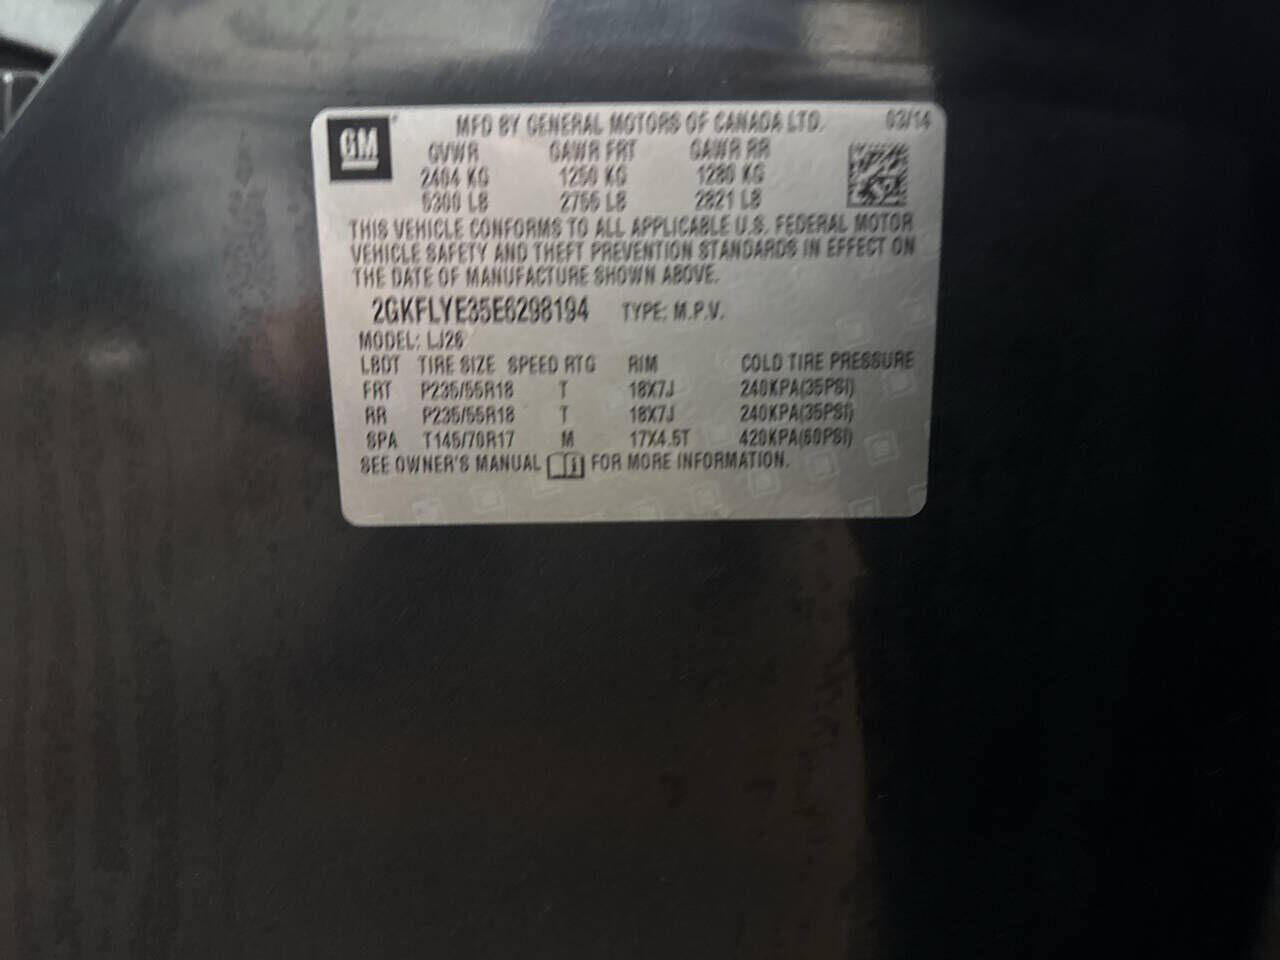 GM
MFD BY GENERAL MOTORS OF CANADA LTD. 03/14
GVWR GAWR FRT GAWR RR
2404 KG 1250 KG 1280 KG
5300 LB 2755 LB 2821 LB
THIS VEHICLE CONFORMS TO ALL APPLICABLE U.S. FEDERAL MOTOR
VEHICLE SAFETY AND THEFT PREVENTION STANDARDS IN EFFECT ON
THE DATE OF MANUFACTURE SHOWN ABOVE.
2GKFLYE35E6298194 TYPE: M.P.V.
MODEL: LJ26
LBDT TIRE SIZE SPEED RTG RIM COLD TIRE PRESSURE
FRT P235/55R18 T 18X7J 240KPA(35PSI)
RR P235/55R18 T 18X7J 240KPA(35PSI)
SPA T145/70R17 M 17X4.5T 420KPA(60PSI)
SEE OWNER'S MANUAL FOR MORE INFORMATION.